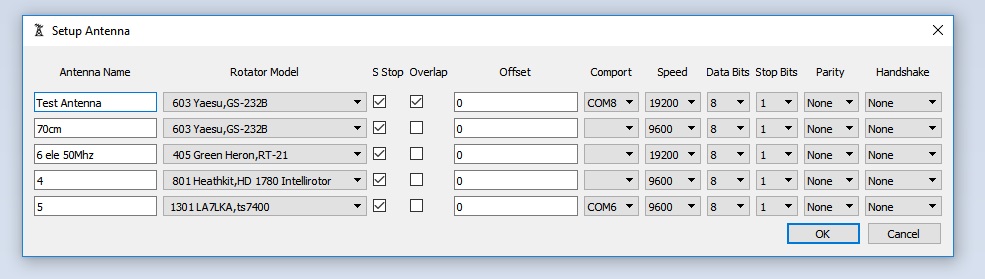 Setup Antenna
Antenna Name Rotator Model S Stop Overlap Offset Comport Speed Data Bits Stop Bits Parity Handshake
Test Antenna 603 Yaesu,GS-232B 0 COM8 19200 8 1 None None
70cm 603 Yaesu,GS-232B 0 9600 8 1 None None
6 ele 50Mhz 405 Green Heron,RT-21 0 19200 8 1 None None
4 801 Heathkit,HD 1780 Intellirotor 0 9600 8 1 None None
5 1301 LA7LKA,ts7400 0 COM6 9600 8 1 None None
OK Cancel